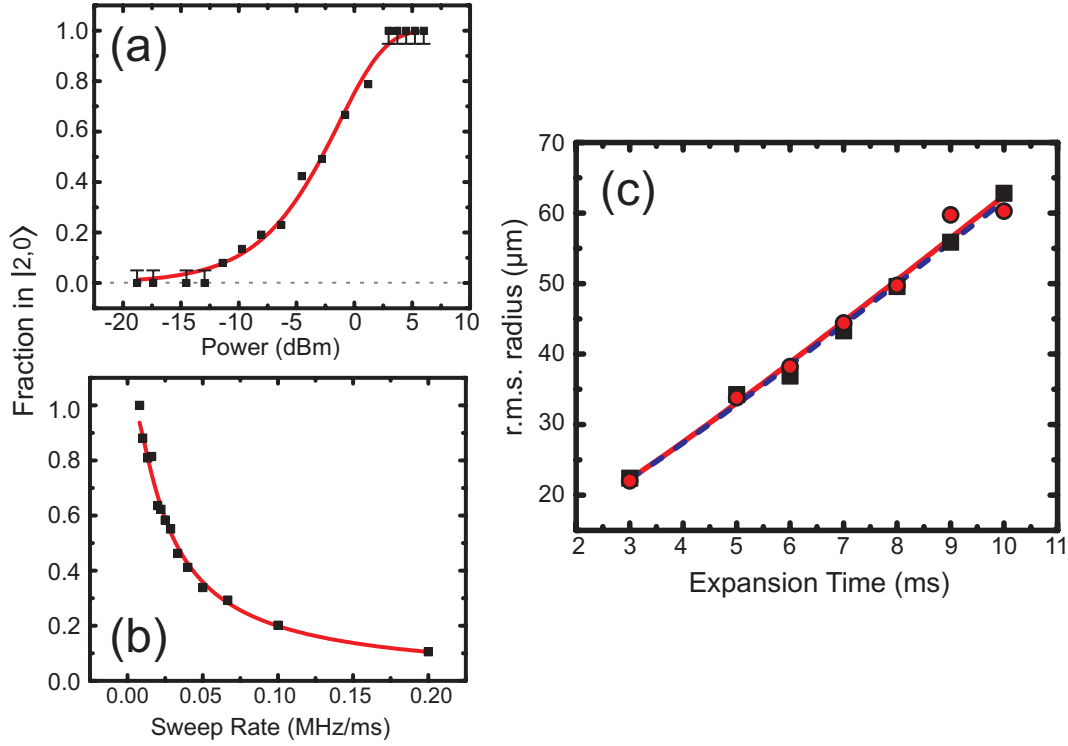 (a)
1.0
0.8
0.6
0.4
0.2
0.0
-20 -15 -10 -5 0 5 10
Power (dBm)
Fraction in |2,0⟩
(b)
1.0
0.8
0.6
0.4
0.2
0.0
0.00 0.05 0.10 0.15 0.20
Sweep Rate (MHz/ms)
(c)
70
60
50
40
30
20
r.m.s. radius (μm)
2 3 4 5 6 7 8 9 10 11
Expansion Time (ms)